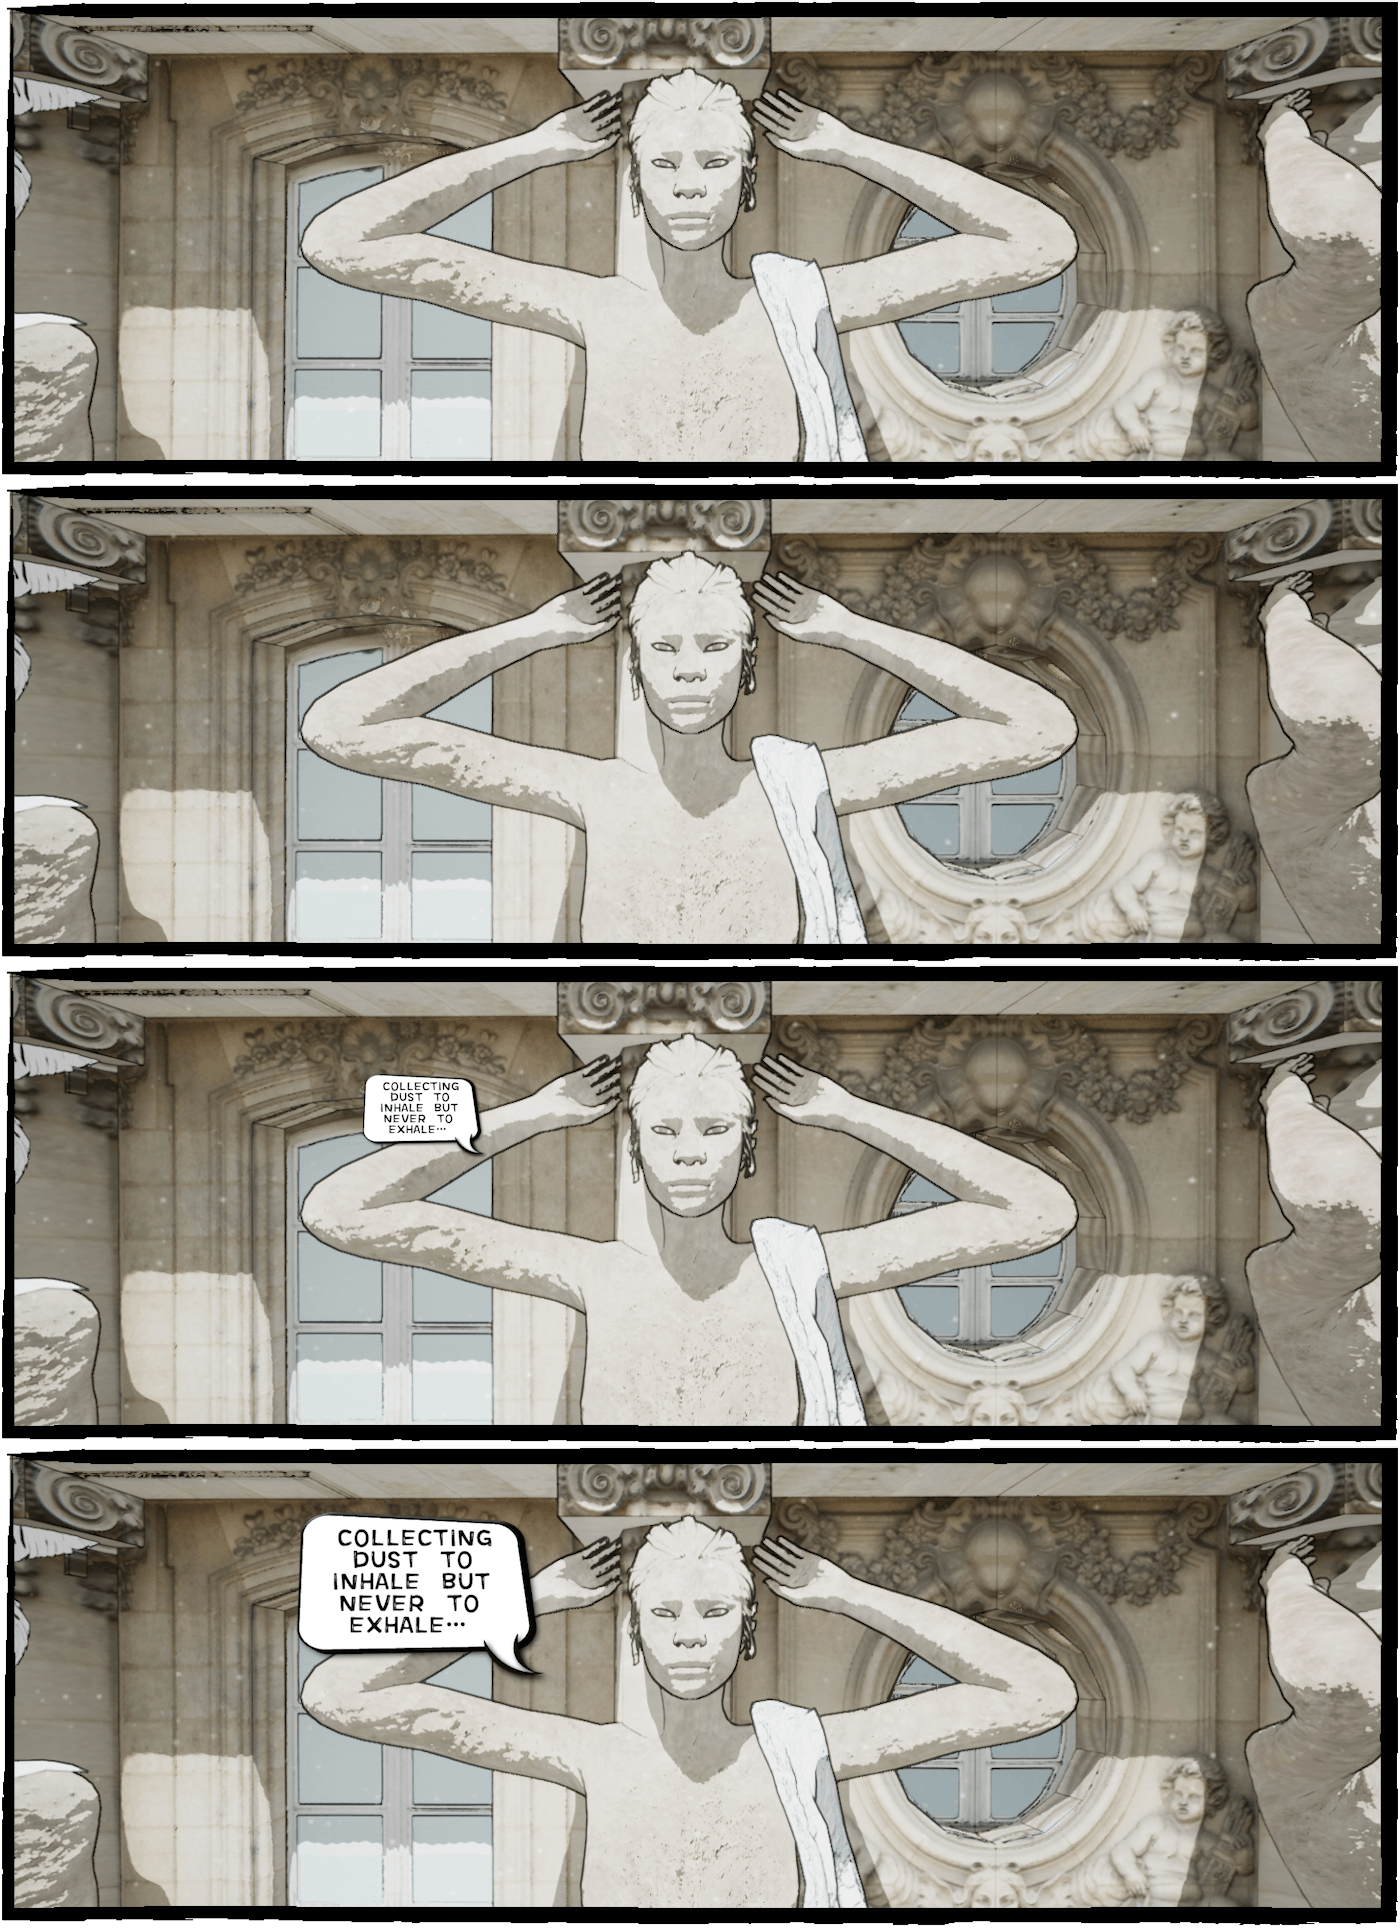 COLLECTING
DUST TO
INHALE BUT
NEVER TO
EXHALE…
COLLECTING
DUST TO
INHALE BUT
NEVER TO
EXHALE…